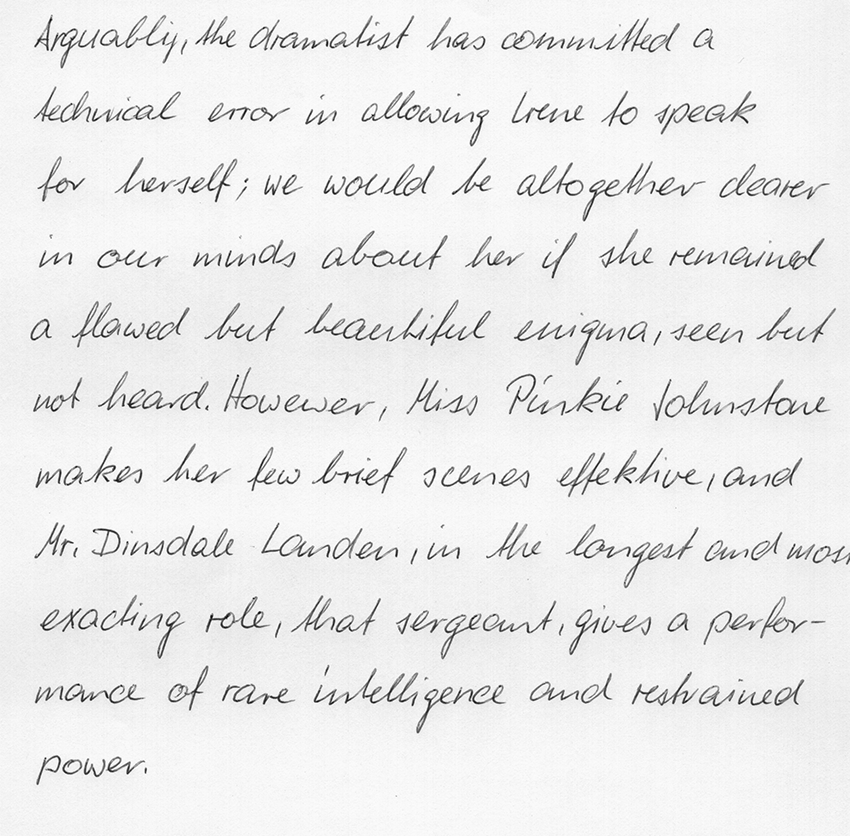 Arguably, the dramatist has committed a
technical error in allowing Irene to speak
for herself; we would be altogether clearer
in our minds about her if she remained
a flawed but beautiful enigma, seen but
not heard. However, Miss Pinkie Johnstone
makes her few brief scenes effektive, and
Mr. Dinsdale Landen, in the longest and most
exacting role, that sergeant, gives a perfor-
mance of rare intelligence and restrained
power.